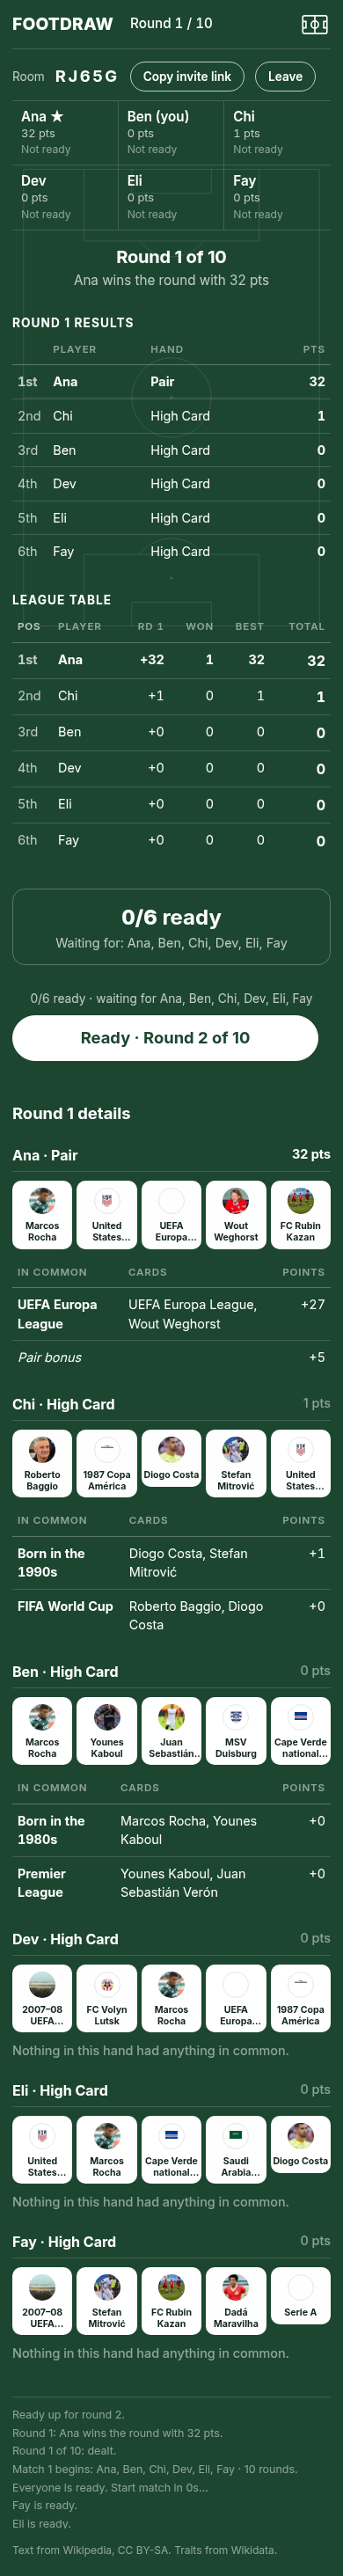 FOOTDRAW Round 1 / 10
Room RJ65G Copy invite link Leave
Ana ★ Ben (you) Chi
32 pts 0 pts 1 pts
Not ready Not ready Not ready
Dev Eli Fay
0 pts 0 pts 0 pts
Not ready Not ready Not ready
Round 1 of 10
Ana wins the round with 32 pts
ROUND 1 RESULTS
PLAYER HAND PTS
1st Ana Pair 32
2nd Chi High Card 1
3rd Ben High Card 0
4th Dev High Card 0
5th Eli High Card 0
6th Fay High Card 0
LEAGUE TABLE
POS PLAYER RD 1 WON BEST TOTAL
1st Ana +32 1 32 32
2nd Chi +1 0 1 1
3rd Ben +0 0 0 0
4th Dev +0 0 0 0
5th Eli +0 0 0 0
6th Fay +0 0 0 0
0/6 ready
Waiting for: Ana, Ben, Chi, Dev, Eli, Fay
0/6 ready · waiting for Ana, Ben, Chi, Dev, Eli, Fay
Ready · Round 2 of 10
Round 1 details
Ana · Pair 32 pts
Marcos United UEFA Wout FC Rubin
Rocha States... Europa... Weghorst Kazan
IN COMMON CARDS POINTS
UEFA Europa UEFA Europa League, +27
League Wout Weghorst
Pair bonus +5
Chi · High Card 1 pts
Roberto 1987 Copa Diogo Costa Stefan United
Baggio América Mitrović States...
IN COMMON CARDS POINTS
Born in the Diogo Costa, Stefan +1
1990s Mitrović
FIFA World Cup Roberto Baggio, Diogo +0
Costa
Ben · High Card 0 pts
Marcos Younes Juan MSV Cape Verde
Rocha Kaboul Sebastián... Duisburg national...
IN COMMON CARDS POINTS
Born in the Marcos Rocha, Younes +0
1980s Kaboul
Premier Younes Kaboul, Juan +0
League Sebastián Verón
Dev · High Card 0 pts
2007–08 FC Volyn Marcos UEFA 1987 Copa
UEFA... Lutsk Rocha Europa... América
Nothing in this hand had anything in common.
Eli · High Card 0 pts
United Marcos Cape Verde Saudi Diogo Costa
States... Rocha national... Arabia...
Nothing in this hand had anything in common.
Fay · High Card 0 pts
2007–08 Stefan FC Rubin Dadá Serie A
UEFA... Mitrović Kazan Maravilha
Nothing in this hand had anything in common.
Ready up for round 2.
Round 1: Ana wins the round with 32 pts.
Round 1 of 10: dealt.
Match 1 begins: Ana, Ben, Chi, Dev, Eli, Fay · 10 rounds.
Everyone is ready. Start match in 0s...
Fay is ready.
Eli is ready.
Text from Wikipedia, CC BY-SA. Traits from Wikidata.